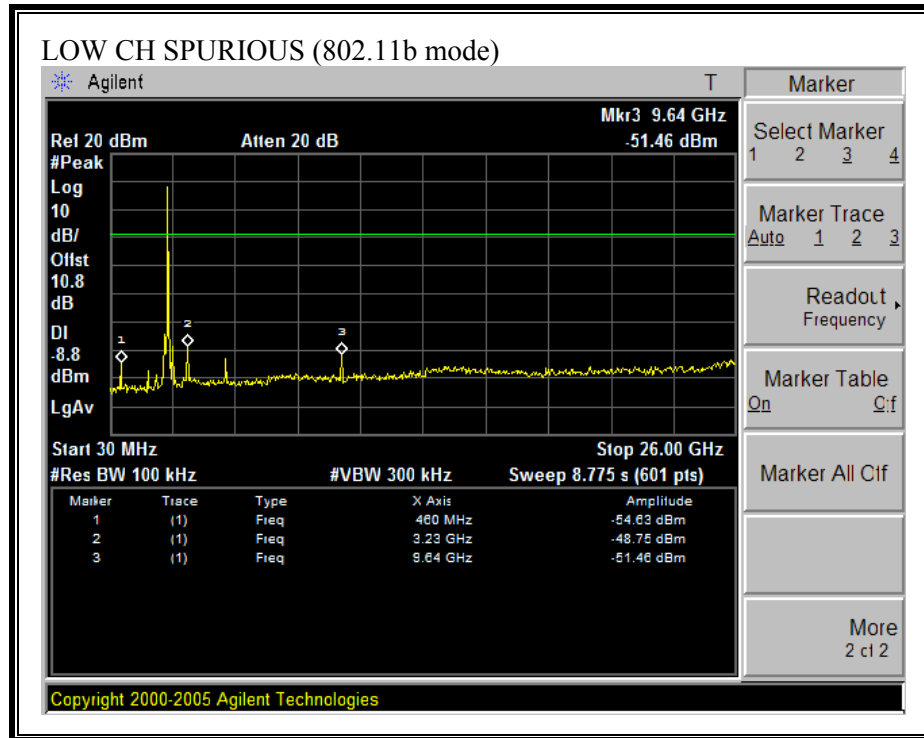 LOW CH SPURIOUS (802.11b mode)
Agilent T
Mkr3 9.64 GHz
Ref 20 dBm Atten 20 dB -51.46 dBm
#Peak
Log
10
dB/
Offst
10.8
dB
DI
-8.8
dBm
LgAv
1
2
3
Start 30 MHz Stop 26.00 GHz
#Res BW 100 kHz #VBW 300 kHz Sweep 8.775 s (601 pts)
Marker Trace Type X Axis Amplitude
1 (1) Freq 460 MHz -54.63 dBm
2 (1) Freq 3.23 GHz -48.75 dBm
3 (1) Freq 9.64 GHz -51.46 dBm
Marker
Select Marker
1 2 3 4
Marker Trace
Auto 1 2 3
Readout
Frequency
Marker Table
On Off
Marker All Off
More
2 of 2
Copyright 2000-2005 Agilent Technologies